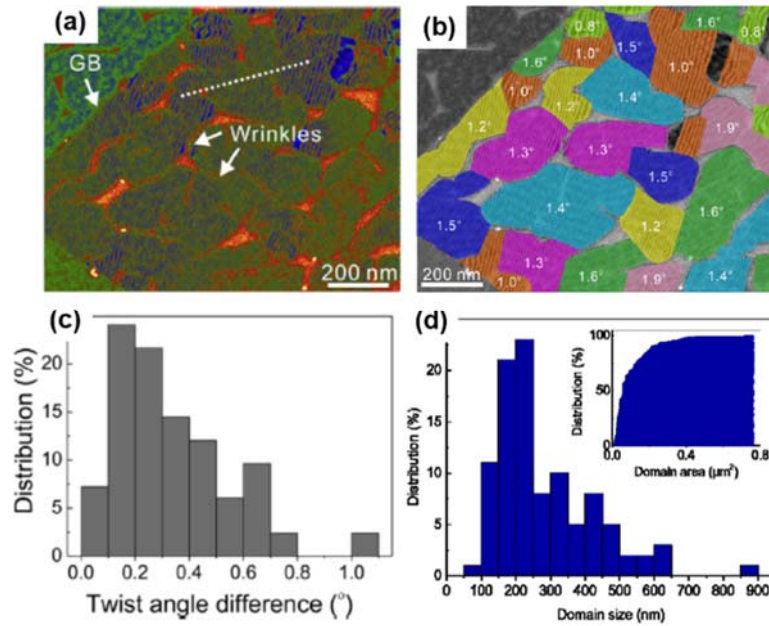 (a)
GB
Wrinkles
200 nm
(b)
1.6°
0.8°
1.0°
1.5°
1.6°
0.8°
1.0°
1.0°
1.2°
1.2°
1.4°
1.9°
1.3°
1.3°
1.5°
1.4°
1.2°
1.6°
1.5°
1.0°
1.3°
1.6°
1.9°
1.4°
200 nm
(c)
Distribution (%)
20
15
10
5
0
0.0 0.2 0.4 0.6 0.8 1.0
Twist angle difference (°)
(d)
Distribution (%)
20
15
10
5
0
0 100 200 300 400 500 600 700 800 900
Domain size (nm)
Distribution (%)
100
50
0
0.0 0.4 0.8
Domain area (μm²)